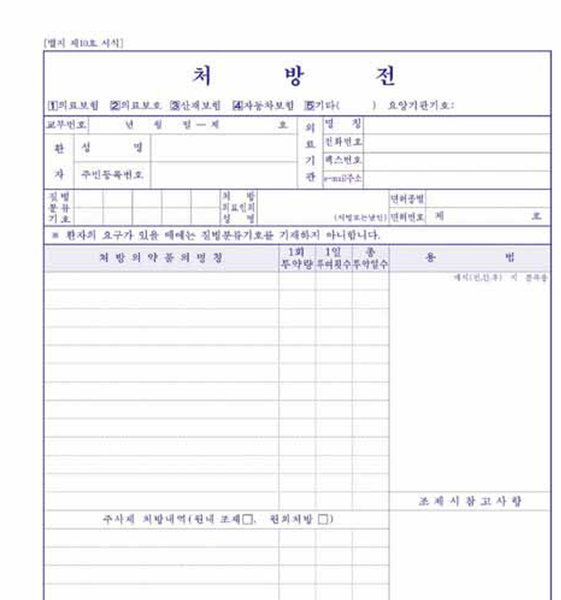 [별지 제10호 서식]
처 방 전
1의료보험 2의료보호 3산재보험 4자동차보험 5기타( ) 요양기관기호:
교부번호 년 월 일 - 제 호
의료기관
명 칭
전화번호
팩스번호
e-mail주소
환자
성 명
주민등록번호
질병분류기호
처 방
의료인의
성 명
(서명또는날인)
면허종별
면허번호 제 호
※ 환자의 요구가 있을 때에는 질병분류기호를 기재하지 아니합니다.
처 방 의 약 품 의 명 칭
1회
투약량
1일
투여횟수
총
투약일수
용 법
매식(전,간,후) 시 분복용
조 제 시 참 고 사 항
주사제 처방내역(원내 조제□, 원외처방 □)